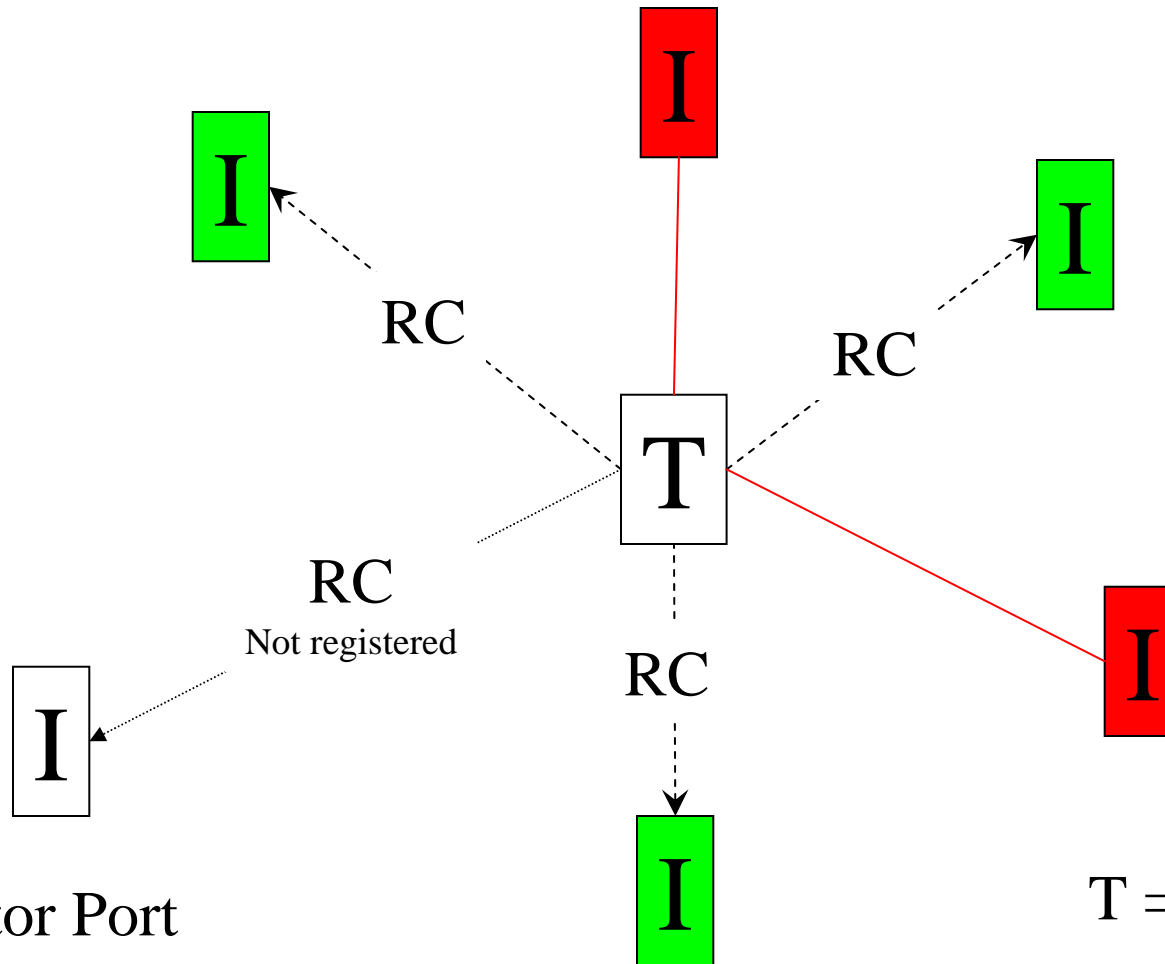 I
I
I
RC
RC
T
RC
Not registered
RC
I
I
I
tor Port
T =